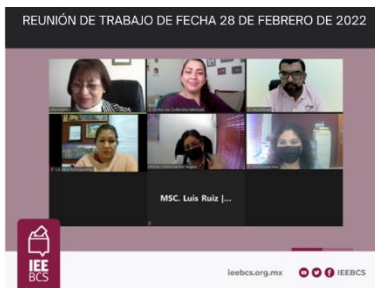 REUNIÓN DE TRABAJO DE FECHA 28 DE FEBRERO DE 2022
MSC. Luis Ruiz |...
IEE
BCS
ieebcs.org.mx
IEEBCS